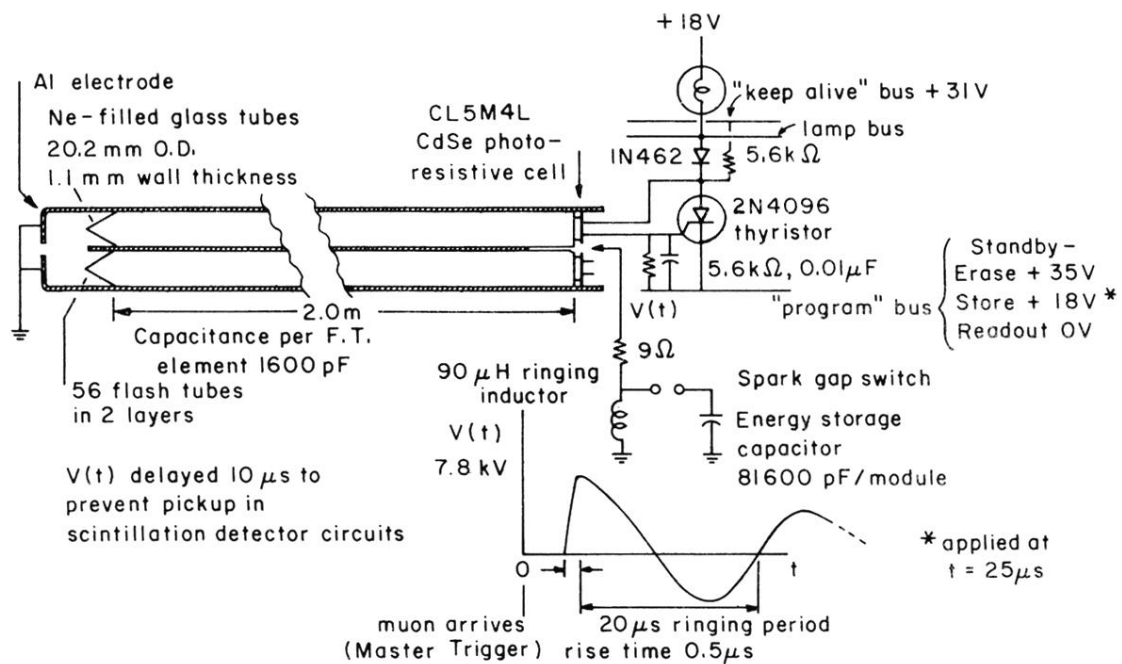 +18V
Al electrode
"keep alive" bus + 31V
Ne-filled glass tubes
20.2 mm O.D.
1.1 mm wall thickness
CL5M4L
CdSe photo-
resistive cell
lamp bus
1N462
5.6kΩ
2N4096
thyristor
5.6kΩ, 0.01μF
Standby-
Erase + 35V
Store + 18V *
Readout 0V
"program" bus
2.0m
V(t)
Capacitance per F.T.
element 1600 pF
9Ω
56 flash tubes
in 2 layers
90 μH ringing
inductor
Spark gap switch
Energy storage
capacitor
81600 pF/module
V(t)
7.8 kV
V(t) delayed 10 μs to
prevent pickup in
scintillation detector circuits
* applied at
t = 25μs
0
t
muon arrives
(Master Trigger)
20μs ringing period
rise time 0.5μs